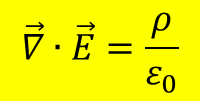 ∇⃗ · E⃗ = ρ / ε₀